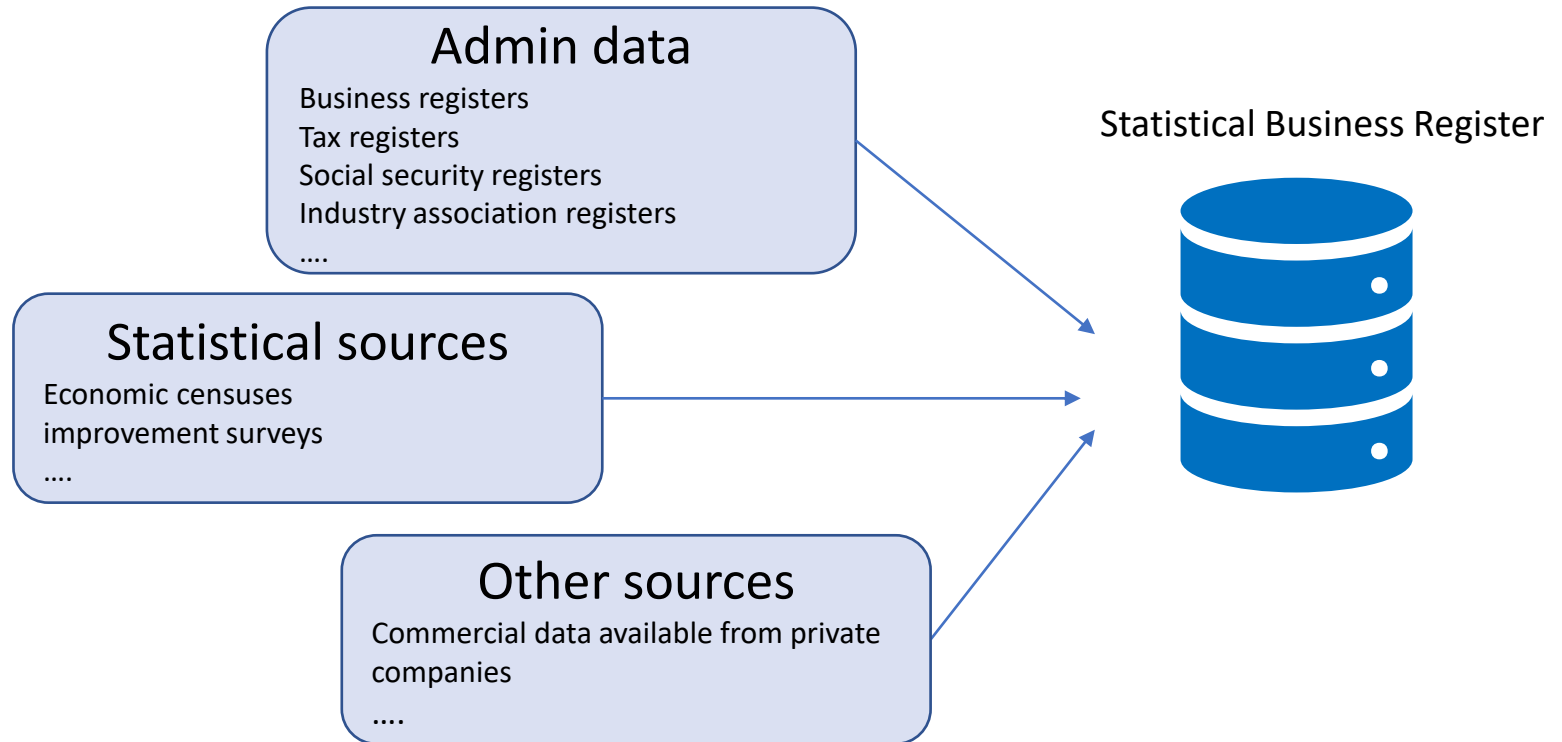 Admin data
Business registers
Tax registers
Social security registers
Industry association registers
....
Statistical Business Register
Statistical sources
Economic censuses
improvement surveys
....
Other sources
Commercial data available from private
companies
....